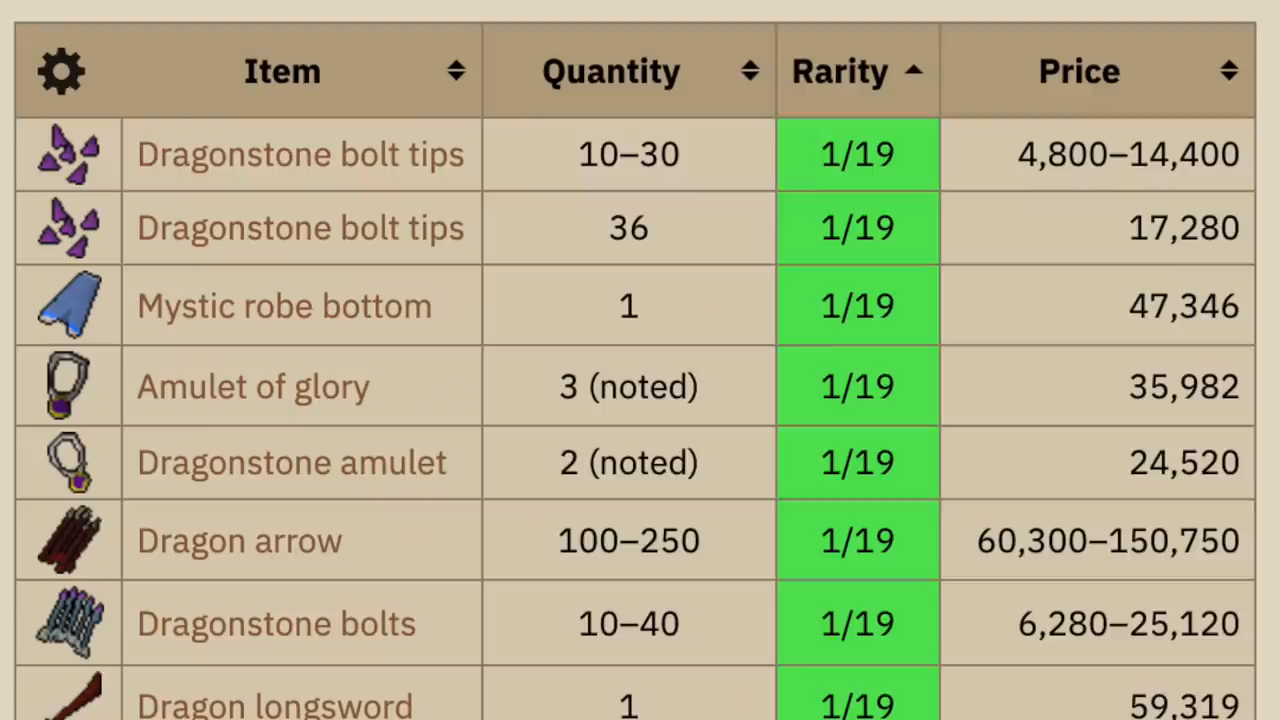 Item Quantity Rarity Price
Dragonstone bolt tips 10–30 1/19 4,800–14,400
Dragonstone bolt tips 36 1/19 17,280
Mystic robe bottom 1 1/19 47,346
Amulet of glory 3 (noted) 1/19 35,982
Dragonstone amulet 2 (noted) 1/19 24,520
Dragon arrow 100–250 1/19 60,300–150,750
Dragonstone bolts 10–40 1/19 6,280–25,120
Dragon longsword 1 1/19 59,319